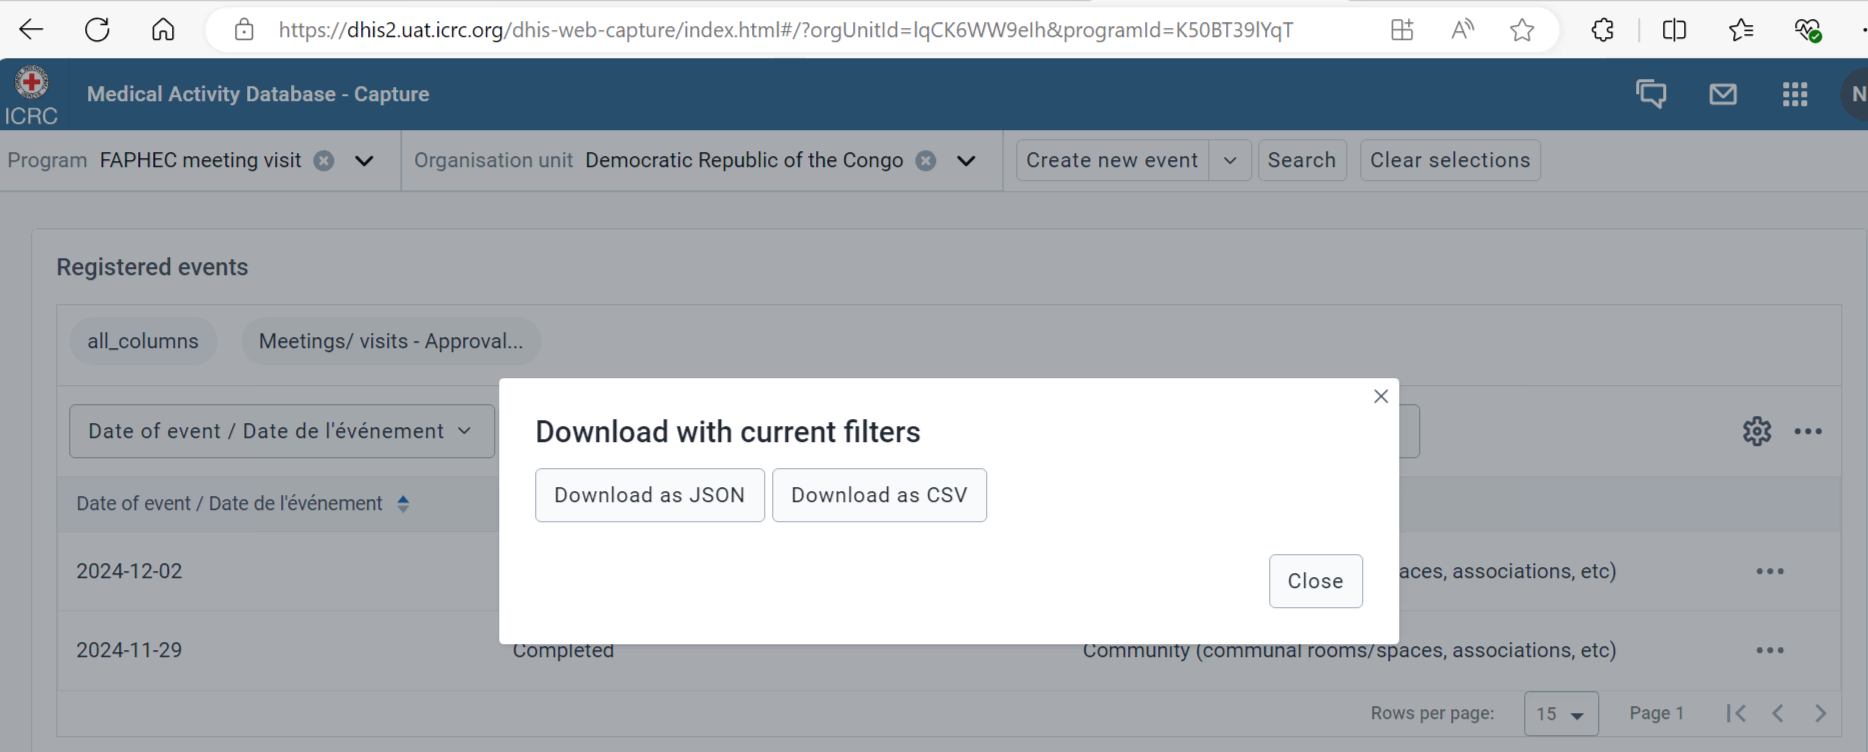 https://dhis2.uat.icrc.org/dhis-web-capture/index.html#/?orgUnitId=lqCK6WW9eIh&programId=K50BT39lYqT
ICRC
Medical Activity Database - Capture
N
Program FAPHEC meeting visit
Organisation unit Democratic Republic of the Congo
Create new event
Search
Clear selections
Registered events
all_columns
Meetings/ visits - Approval...
Date of event / Date de l'événement
Download with current filters
Download as JSON
Download as CSV
Close
Date of event / Date de l'événement
2024-12-02
aces, associations, etc)
2024-11-29
Completed
Community (communal rooms/spaces, associations, etc)
Rows per page:
15
Page 1